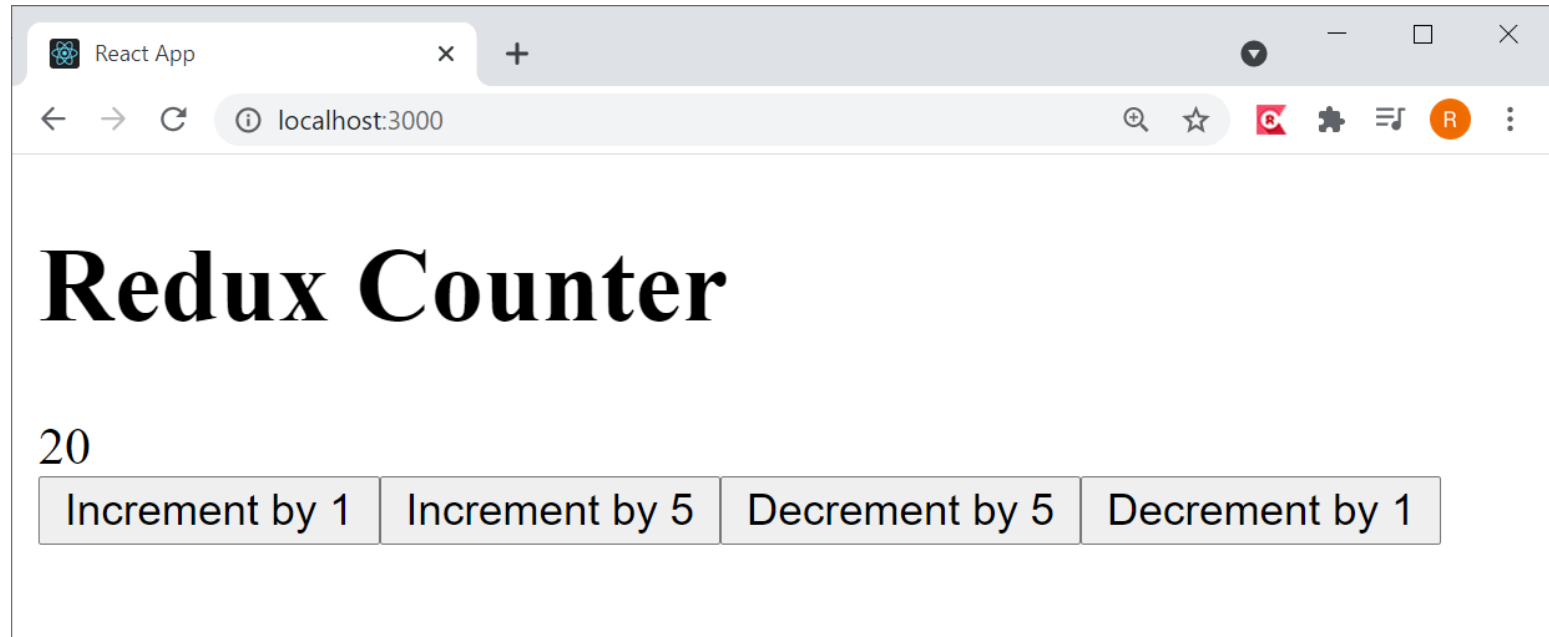 React App
localhost:3000
R
R
Redux Counter
20
Increment by 1 Increment by 5 Decrement by 5 Decrement by 1